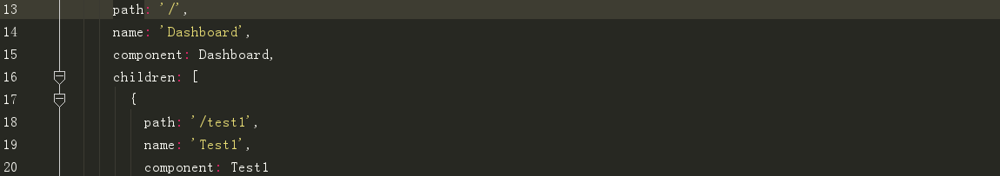 13 path: '/',
14 name: 'Dashboard',
15 component: Dashboard,
16 children: [
17 {
18 path: '/test1',
19 name: 'Test1',
20 component: Test1